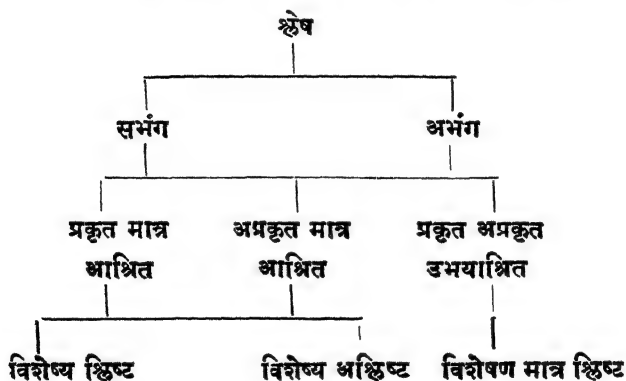 श्लेष
सभंग अभंग
प्रकृत मात्र अप्रकृत मात्र प्रकृत अप्रकृत
आश्रित आश्रित उभयाश्रित
विशेष्य श्लिष्ट विशेष्य अश्लिष्ट विशेषण मात्र श्लिष्ट